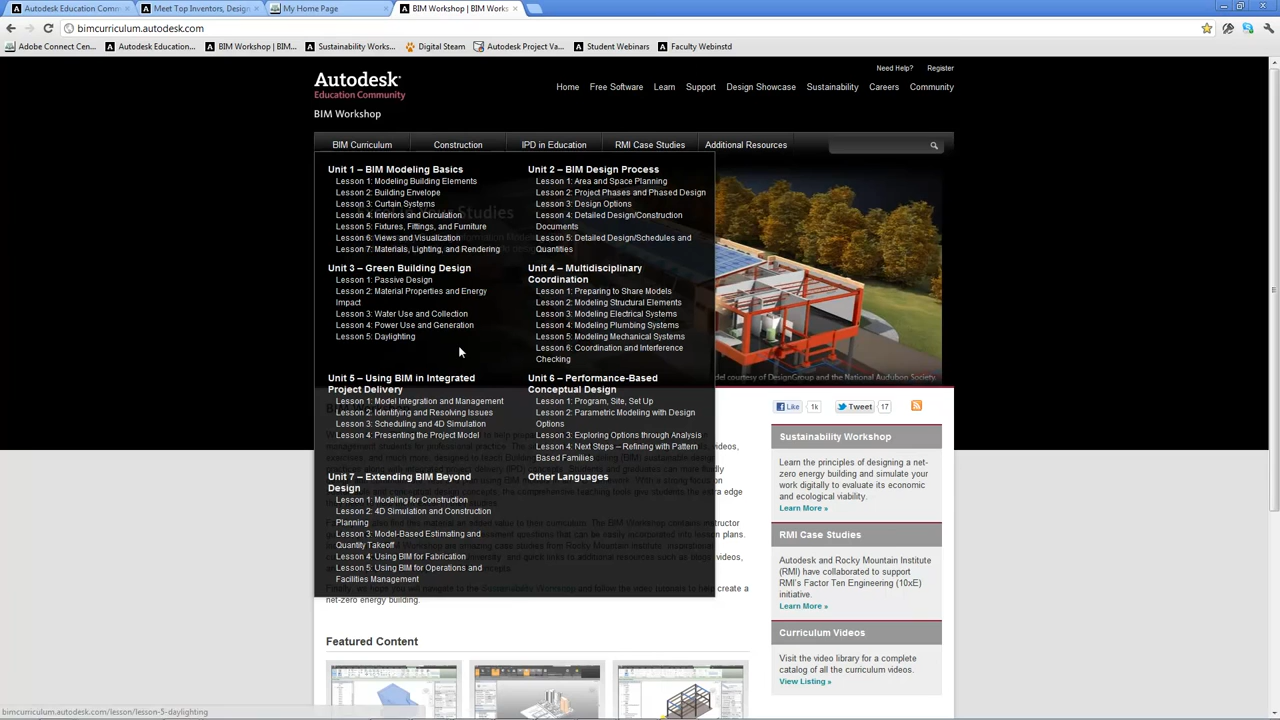 Autodesk Education Comm
Meet Top Inventors, Design
My Home Page
BIM Workshop | BIM Works
bimcurriculum.autodesk.com
Adobe Connect Cen...
Autodesk Education...
BIM Workshop | BIM...
Sustainability Works...
Digital Steam
Autodesk Project Va...
Student Webinars
Faculty Webinstd
Need Help?
Register
Autodesk
Education Community
Home
Free Software
Learn
Support
Design Showcase
Sustainability
Careers
Community
BIM Workshop
BIM Curriculum
Construction
IPD in Education
RMI Case Studies
Additional Resources
Unit 1 – BIM Modeling Basics
Lesson 1: Modeling Building Elements
Lesson 2: Building Envelope
Lesson 3: Curtain Systems
Lesson 4: Interiors and Circulation
Lesson 5: Fixtures, Fittings, and Furniture
Lesson 6: Views and Visualization
Lesson 7: Materials, Lighting, and Rendering
Unit 2 – BIM Design Process
Lesson 1: Area and Space Planning
Lesson 2: Project Phases and Phased Design
Lesson 3: Design Options
Lesson 4: Detailed Design/Construction
Documents
Lesson 5: Detailed Design/Schedules and
Quantities
Unit 3 – Green Building Design
Lesson 1: Passive Design
Lesson 2: Material Properties and Energy
Impact
Lesson 3: Water Use and Collection
Lesson 4: Power Use and Generation
Lesson 5: Daylighting
Unit 4 – Multidisciplinary
Coordination
Lesson 1: Preparing to Share Models
Lesson 2: Modeling Structural Elements
Lesson 3: Modeling Electrical Systems
Lesson 4: Modeling Plumbing Systems
Lesson 5: Modeling Mechanical Systems
Lesson 6: Coordination and Interference
Checking
Unit 5 – Using BIM in Integrated
Project Delivery
Lesson 1: Model Integration and Management
Lesson 2: Identifying and Resolving Issues
Lesson 3: Scheduling and 4D Simulation
Lesson 4: Presenting the Project Model
Unit 6 – Performance-Based
Conceptual Design
Lesson 1: Program, Site, Set Up
Lesson 2: Parametric Modeling with Design
Options
Lesson 3: Exploring Options through Analysis
Lesson 4: Next Steps – Refining with Pattern
Based Families
Unit 7 – Extending BIM Beyond
Design
Lesson 1: Modeling for Construction
Lesson 2: 4D Simulation and Construction
Planning
Lesson 3: Model-Based Estimating and
Quantity Takeoff
Lesson 4: Using BIM for Fabrication
Lesson 5: Using BIM for Operations and
Facilities Management
Other Languages
Studies
del courtesy of DesignGroup and the National Audubon Society.
videos,
create a
net-zero energy building.
Featured Content
Like
1k
Tweet
17
Sustainability Workshop
Learn the principles of designing a net-
zero energy building and simulate your
work digitally to evaluate its economic
and ecological viability.
Learn More »
RMI Case Studies
Autodesk and Rocky Mountain Institute
(RMI) have collaborated to support
RMI's Factor Ten Engineering (10xE)
initiative.
Learn More »
Curriculum Videos
Visit the video library for a complete
catalog of all the curriculum videos.
View Listing »
bimcurriculum.autodesk.com/lesson/lesson-5-daylighting